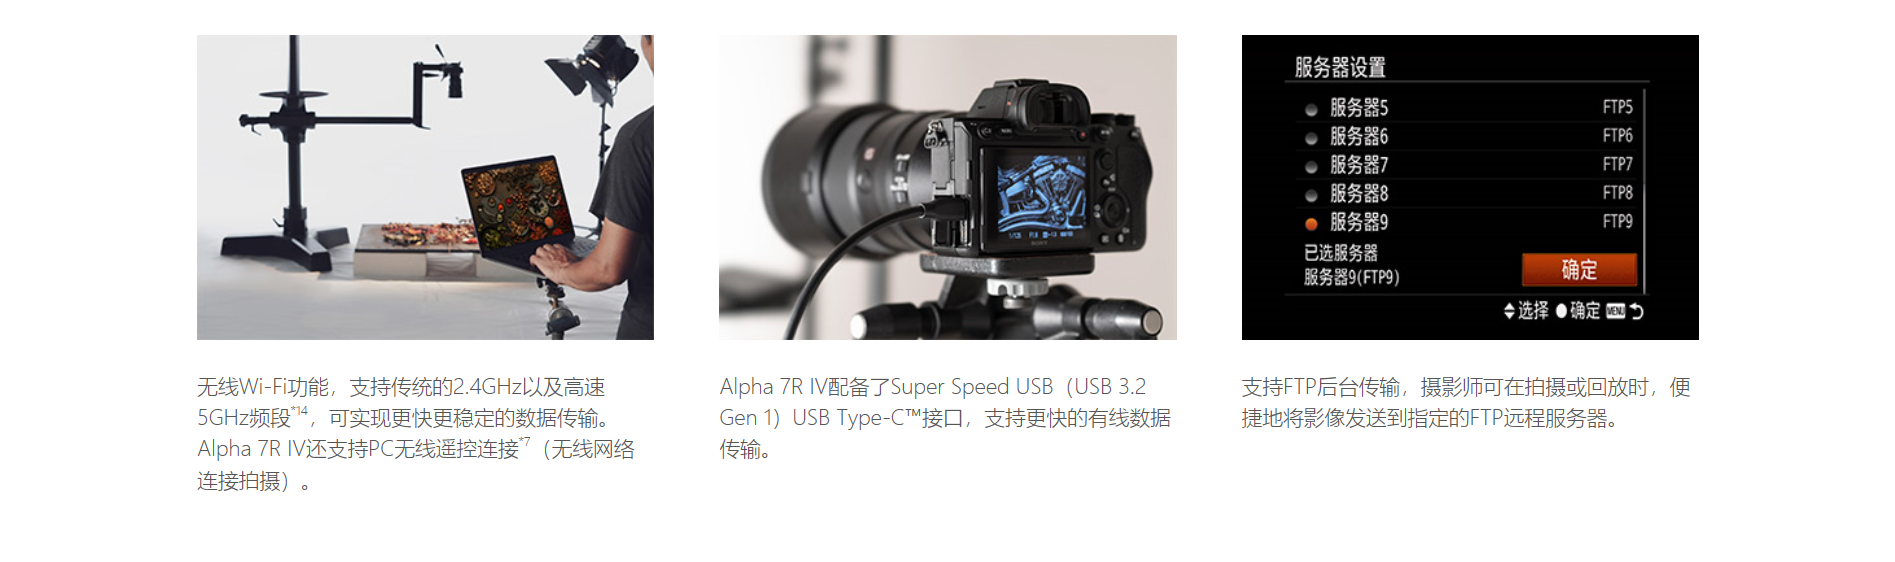 服务器设置
服务器5 FTP5
服务器6 FTP6
服务器7 FTP7
服务器8 FTP8
服务器9 FTP9
已选服务器
服务器9(FTP9)
确定
选择 确定 MENU
SONY
无线Wi-Fi功能，支持传统的2.4GHz以及高速
5GHz频段*14，可实现更快更稳定的数据传输。
Alpha 7R IV还支持PC无线遥控连接*7（无线网络
连接拍摄）。
Alpha 7R IV配备了Super Speed USB（USB 3.2
Gen 1）USB Type-C™接口，支持更快的有线数据
传输。
支持FTP后台传输，摄影师可在拍摄或回放时，便
捷地将影像发送到指定的FTP远程服务器。